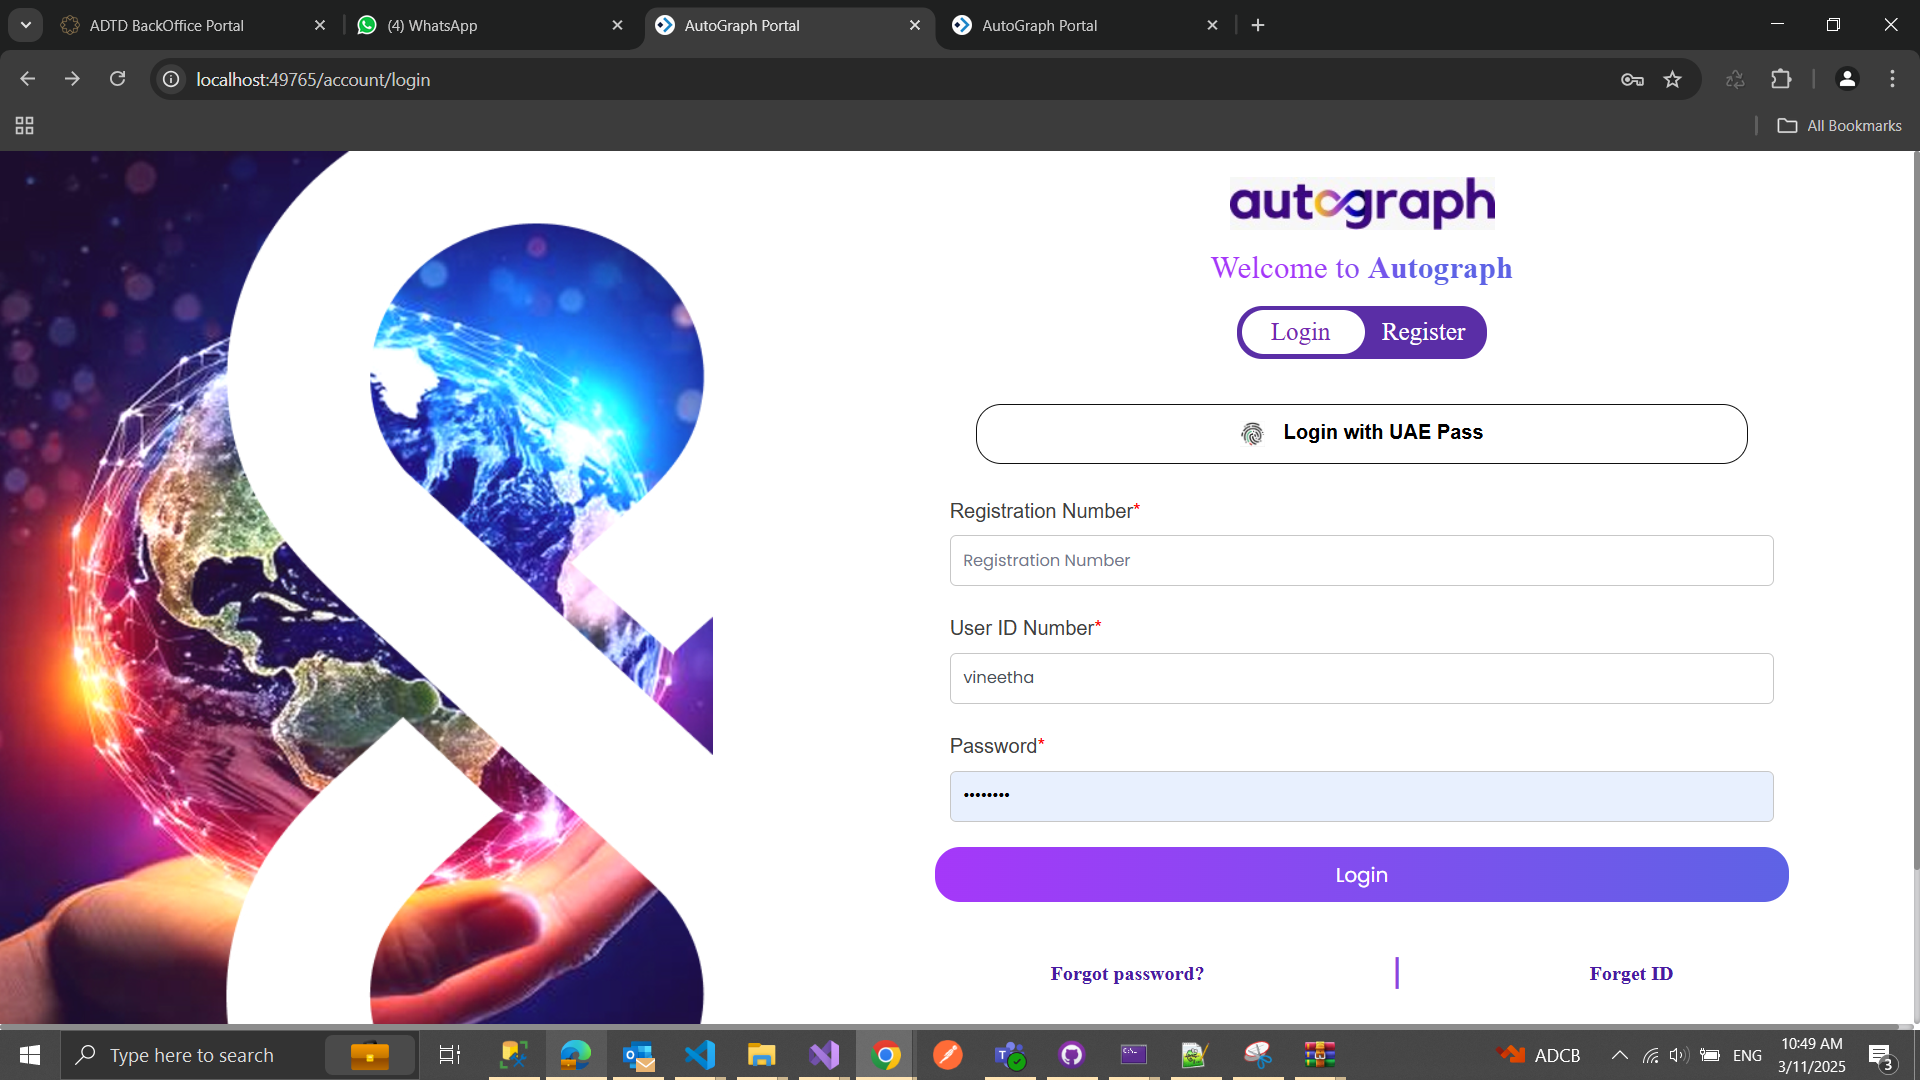 ADTD BackOffice Portal
(4) WhatsApp
AutoGraph Portal
AutoGraph Portal
localhost:49765/account/login
All Bookmarks
autograph
Welcome to Autograph
Login Register
Login with UAE Pass
Registration Number*
Registration Number
User ID Number*
vineetha
Password*
••••••••
Login
Forgot password? | Forget ID
Type here to search
ADCB
ENG
10:49 AM
3/11/2025
3